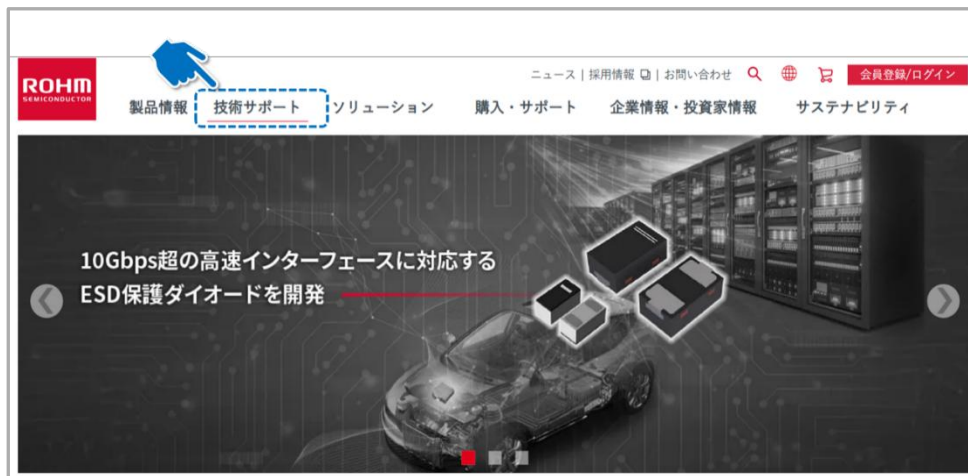 ROHM
SEMICONDUCTOR
ニュース | 採用情報 | お問い合わせ 会員登録/ログイン
製品情報 技術サポート ソリューション 購入・サポート 企業情報・投資家情報 サステナビリティ
10Gbps超の高速インターフェースに対応する
ESD保護ダイオードを開発